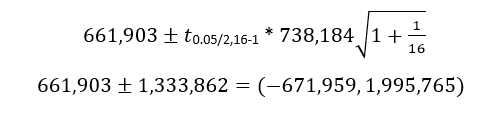 661,903 ± t₀.₀₅/₂,₁₆₋₁ * 738,184√(1 + 1/16)
661,903 ± 1,333,862 = (−671,959, 1,995,765)